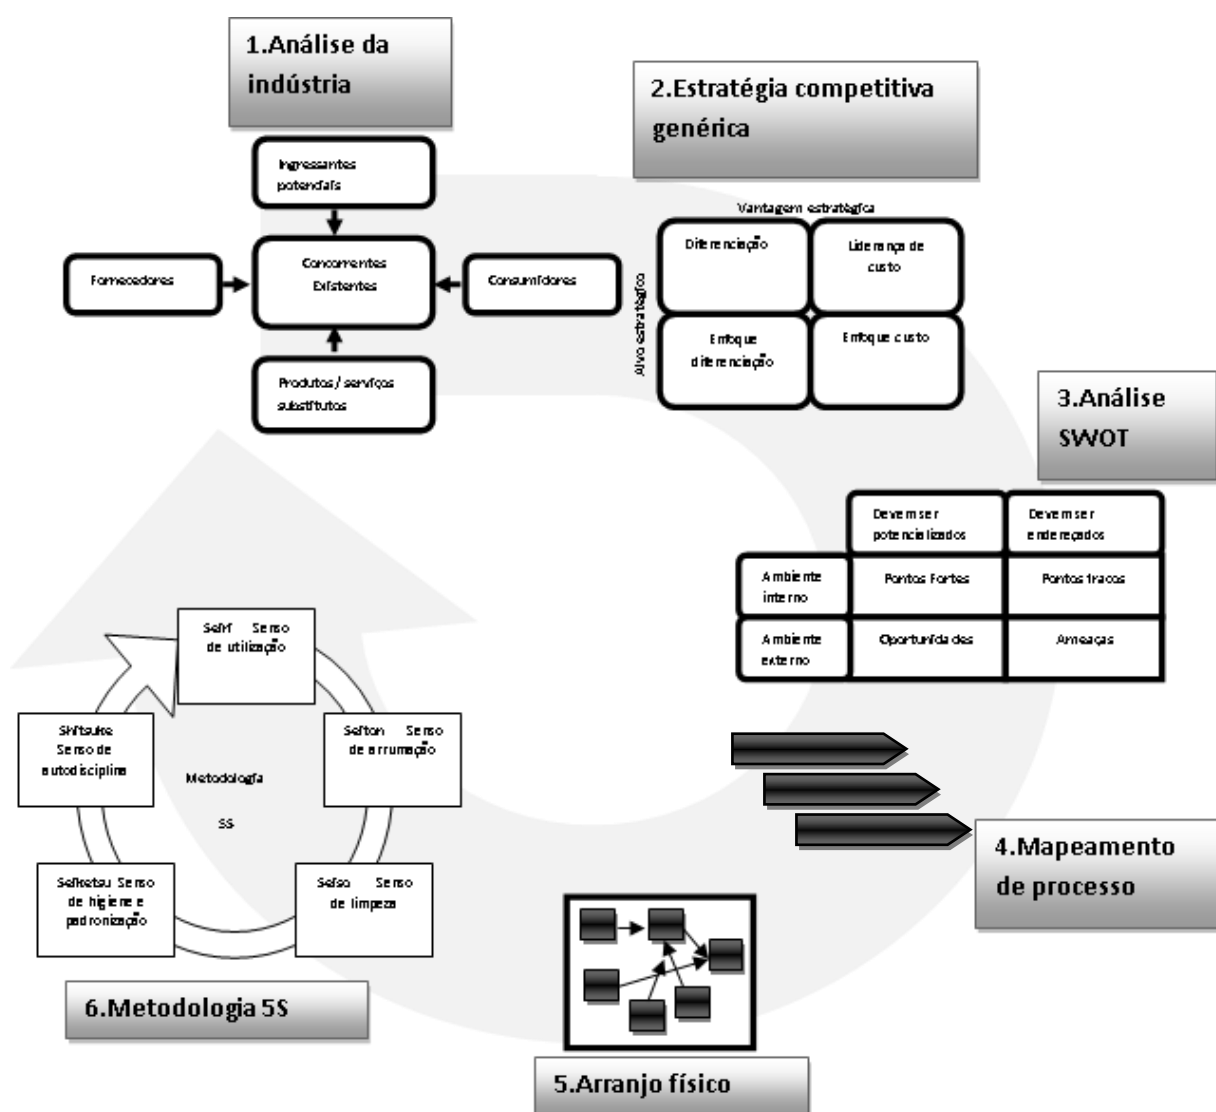 1.Análise da
indústria
Ingressantes
potenciais
Fornecedores
Concorrentes
Existentes
Consumidores
Produtos / serviços
substitutos
2.Estratégia competitiva
genérica
Vantagem estratégica
Alvo estratégico
Diferenciação
Liderança de
custo
Enfoque
diferenciação
Enfoque custo
3.Análise
SWOT
Devem ser
potencializados
Devem ser
endereçados
Ambiente
interno
Pontos Fortes
Pontos fracos
Ambiente
externo
Oportunidades
Ameaças
4.Mapeamento
de processo
5.Arranjo físico
Seiri Senso
de utilização
Seiton Senso
de arrumação
Seiso Senso
de limpeza
Seiketsu Senso
de higiene e
padronização
Shitsuke
Senso de
autodisciplina
Metodologia
5S
6.Metodologia 5S